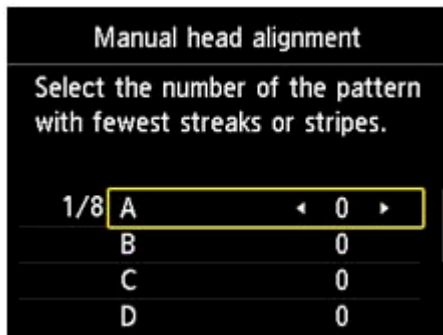 Manual head alignment
Select the number of the pattern
with fewest streaks or stripes.
1/8 A 0
B 0
C 0
D 0